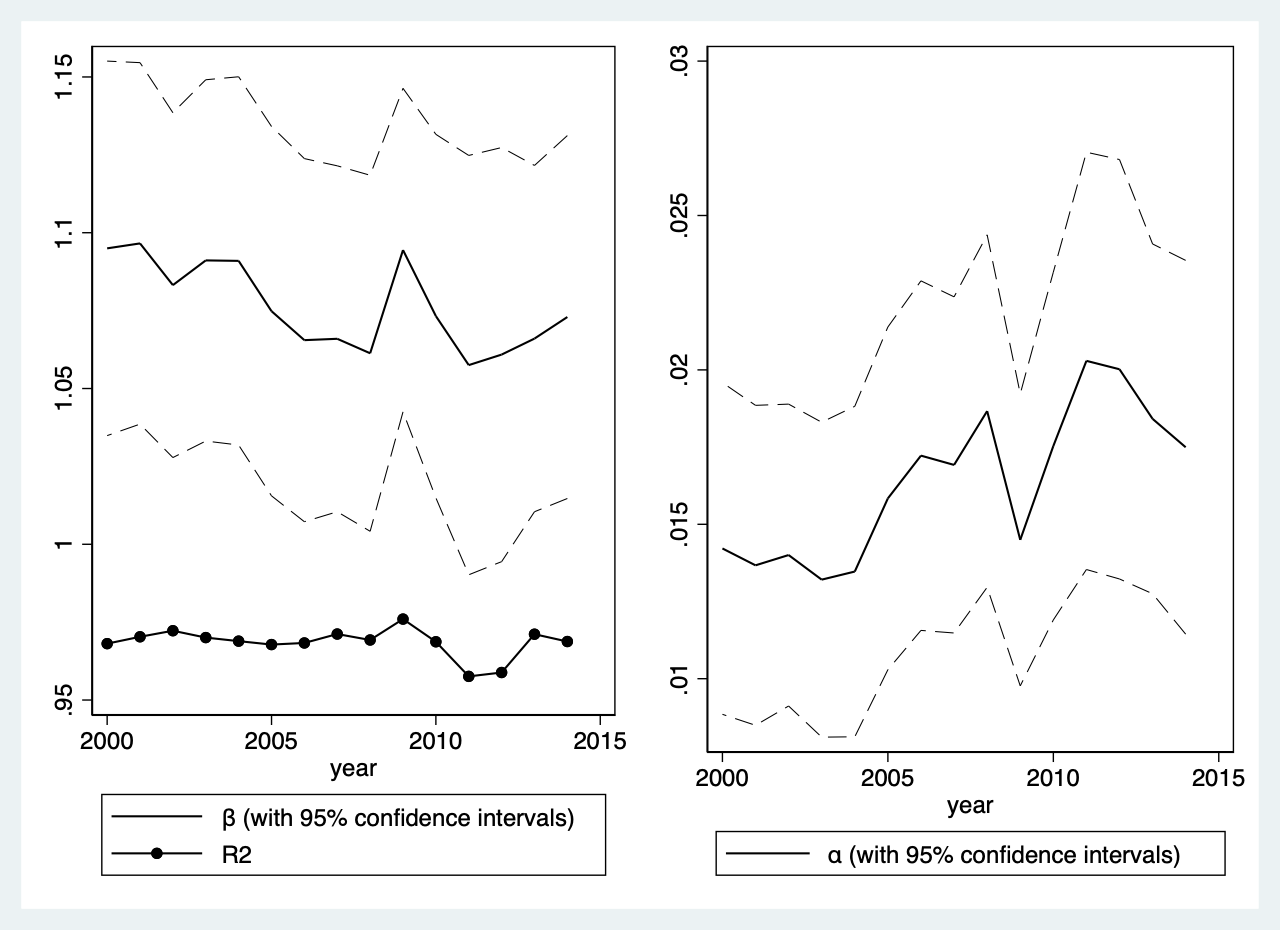 1.15
1.1
1.05
1
.95
2000 2005 2010 2015
year
β (with 95% confidence intervals)
R2
.03
.025
.02
.015
.01
2000 2005 2010 2015
year
α (with 95% confidence intervals)